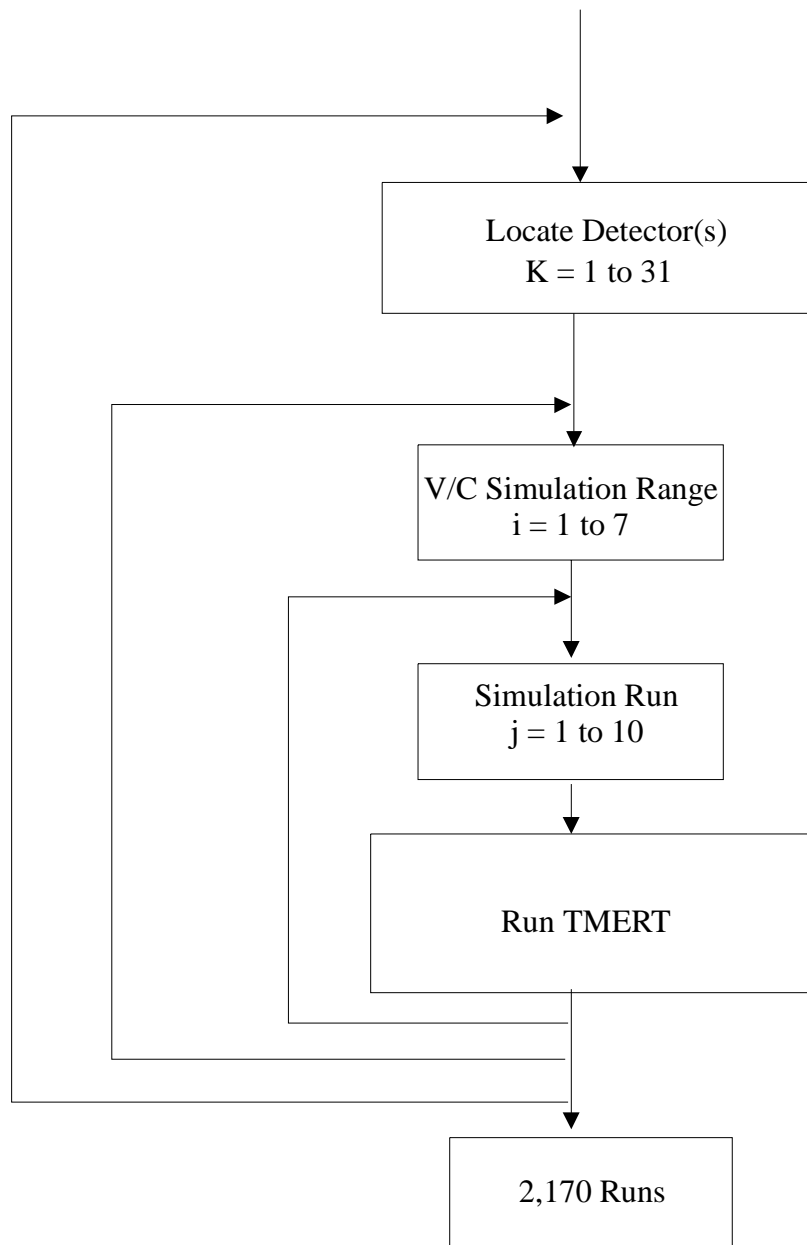 Locate Detector(s)
K = 1 to 31
V/C Simulation Range
i = 1 to 7
Simulation Run
j = 1 to 10
Run TMERT
2,170 Runs